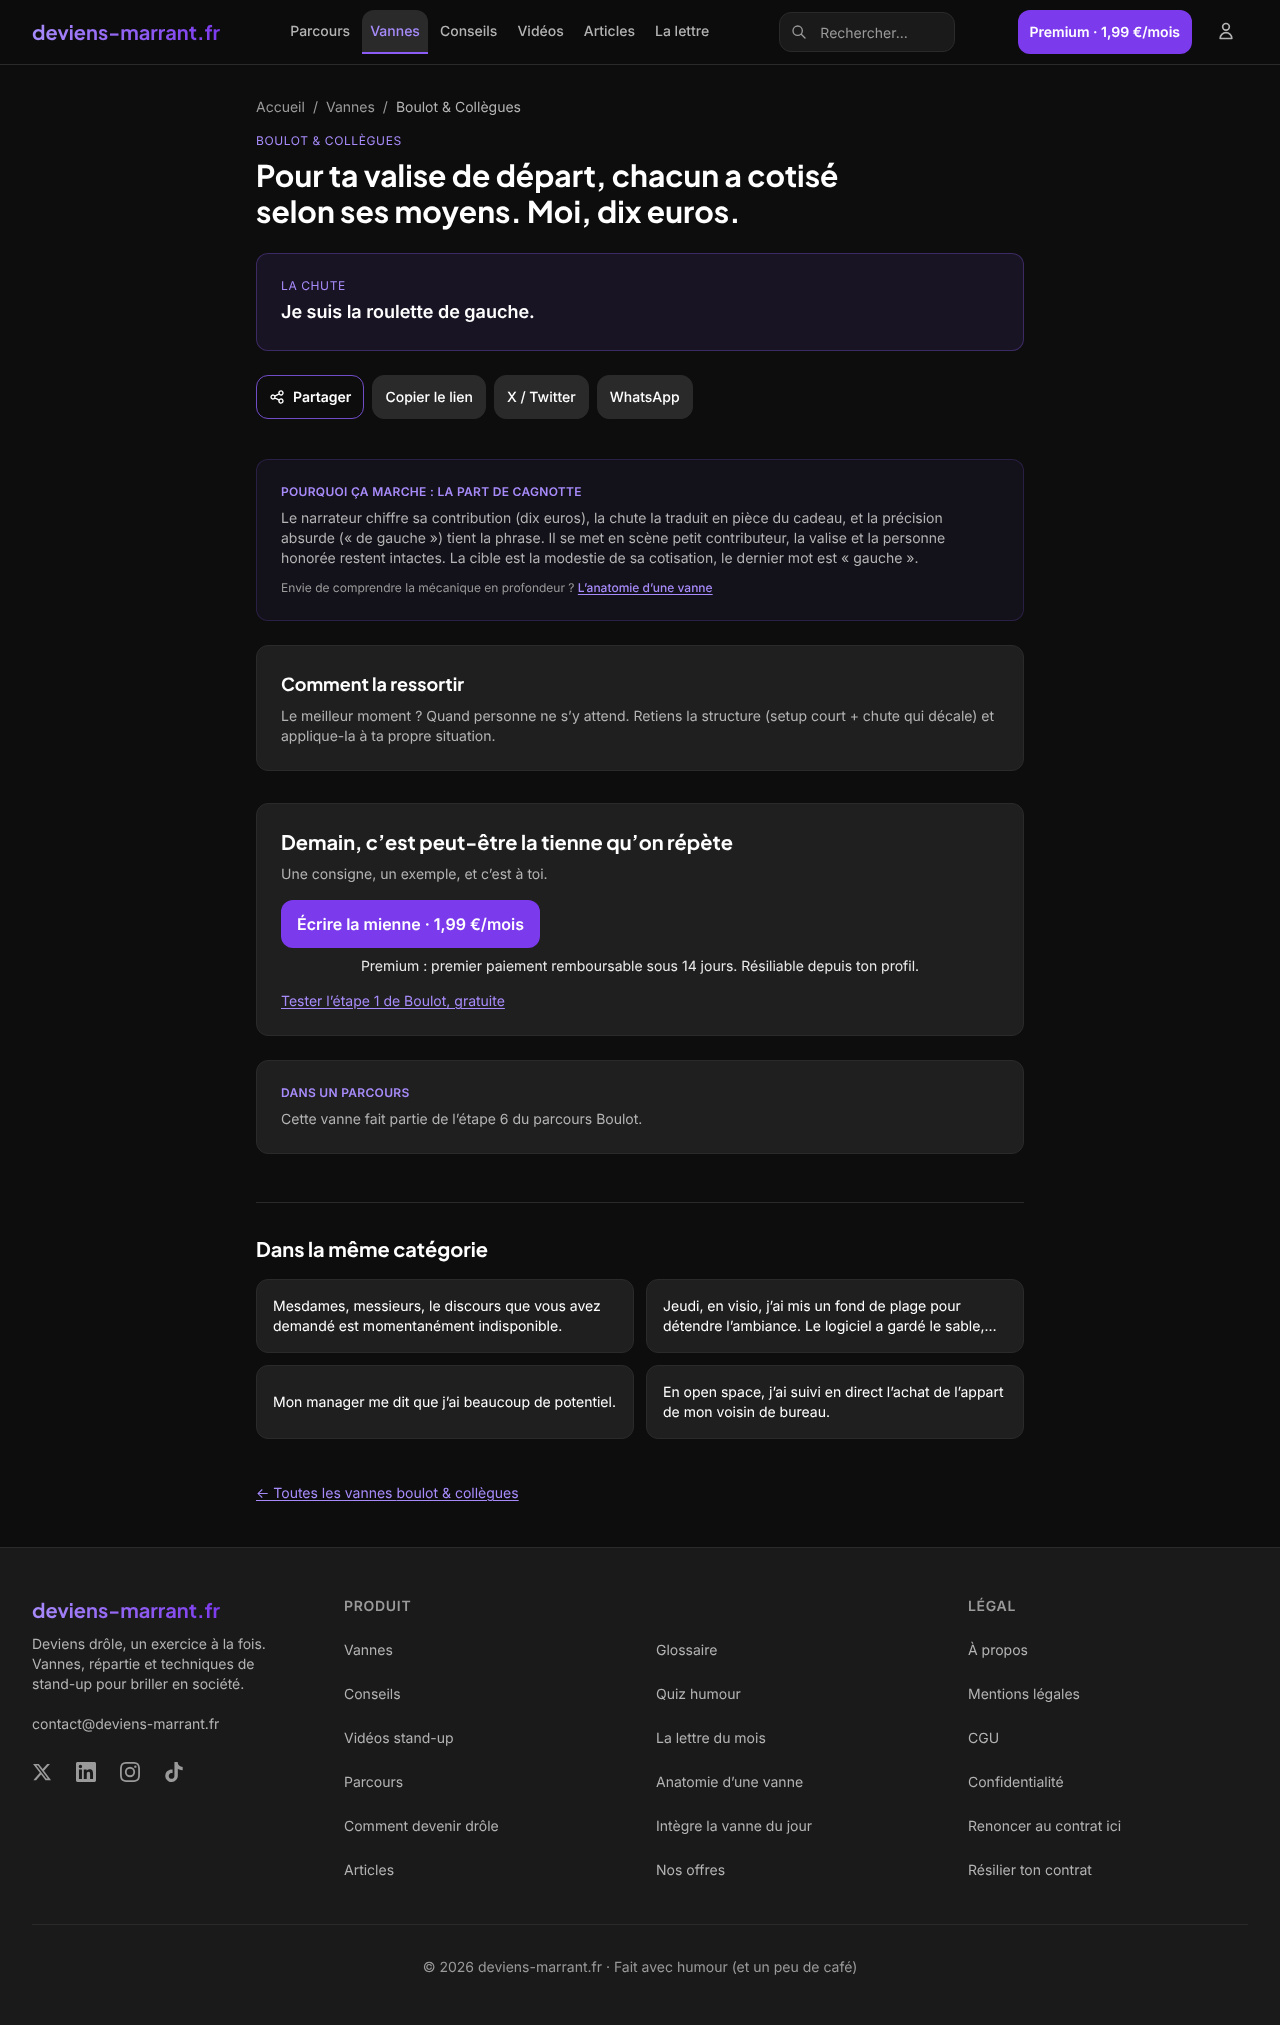 deviens-marrant.fr
Parcours
Vannes
Conseils
Vidéos
Articles
La lettre
Rechercher...
Premium · 1,99 €/mois
Accueil / Vannes / Boulot & Collègues
BOULOT & COLLÈGUES
Pour ta valise de départ, chacun a cotisé
selon ses moyens. Moi, dix euros.
LA CHUTE
Je suis la roulette de gauche.
Partager
Copier le lien
X / Twitter
WhatsApp
POURQUOI ÇA MARCHE : LA PART DE CAGNOTTE
Le narrateur chiffre sa contribution (dix euros), la chute la traduit en pièce du cadeau, et la précision
absurde (« de gauche ») tient la phrase. Il se met en scène petit contributeur, la valise et la personne
honorée restent intactes. La cible est la modestie de sa cotisation, le dernier mot est « gauche ».
Envie de comprendre la mécanique en profondeur ? L’anatomie d’une vanne
Comment la ressortir
Le meilleur moment ? Quand personne ne s’y attend. Retiens la structure (setup court + chute qui décale) et
applique-la à ta propre situation.
Demain, c’est peut-être la tienne qu’on répète
Une consigne, un exemple, et c’est à toi.
Écrire la mienne · 1,99 €/mois
Premium : premier paiement remboursable sous 14 jours. Résiliable depuis ton profil.
Tester l’étape 1 de Boulot, gratuite
DANS UN PARCOURS
Cette vanne fait partie de l’étape 6 du parcours Boulot.
Dans la même catégorie
Mesdames, messieurs, le discours que vous avez
demandé est momentanément indisponible.
Jeudi, en visio, j’ai mis un fond de plage pour
détendre l’ambiance. Le logiciel a gardé le sable,...
Mon manager me dit que j’ai beaucoup de potentiel.
En open space, j’ai suivi en direct l’achat de l’appart
de mon voisin de bureau.
← Toutes les vannes boulot & collègues
deviens-marrant.fr
Deviens drôle, un exercice à la fois.
Vannes, répartie et techniques de
stand-up pour briller en société.
contact@deviens-marrant.fr
PRODUIT
Vannes
Conseils
Vidéos stand-up
Parcours
Comment devenir drôle
Articles
Glossaire
Quiz humour
La lettre du mois
Anatomie d’une vanne
Intègre la vanne du jour
Nos offres
LÉGAL
À propos
Mentions légales
CGU
Confidentialité
Renoncer au contrat ici
Résilier ton contrat
© 2026 deviens-marrant.fr · Fait avec humour (et un peu de café)